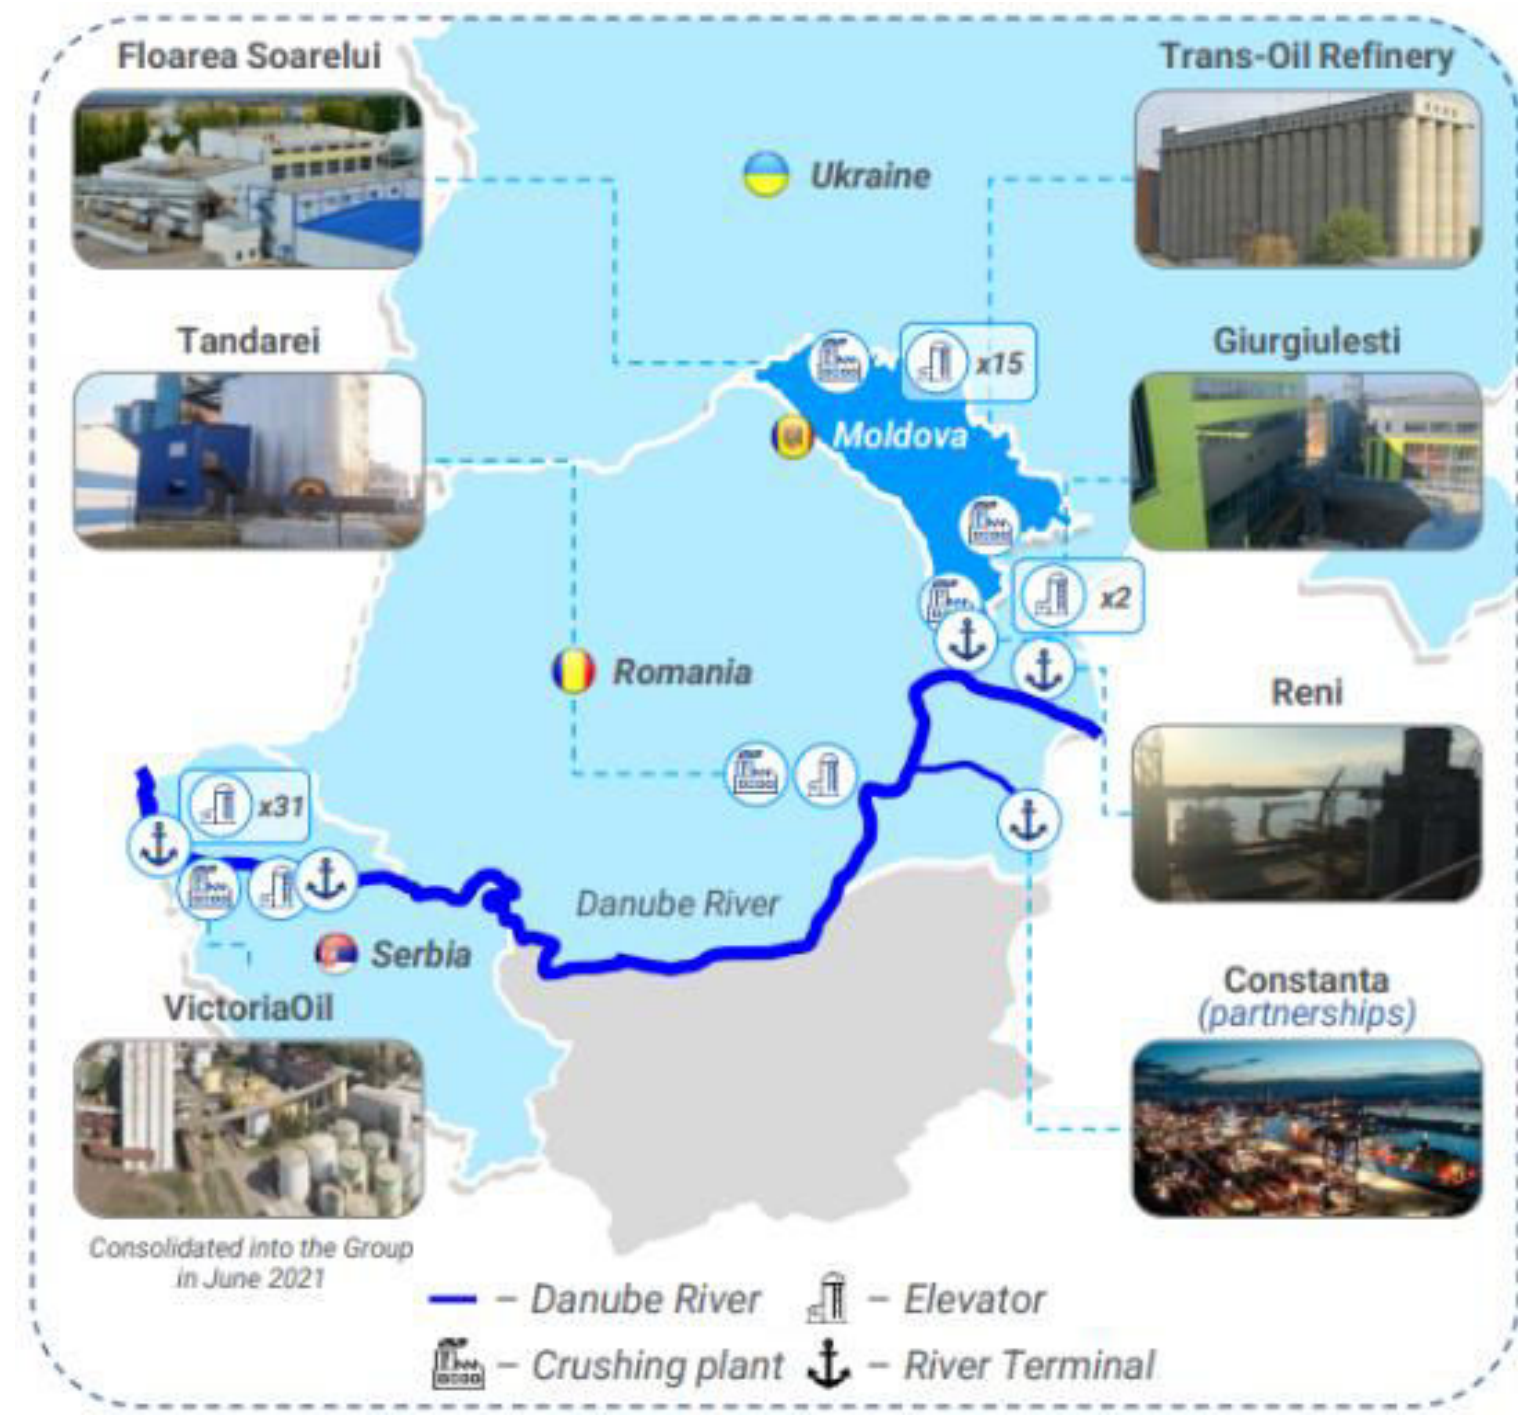 Floarea Soarelui
Trans-Oil Refinery
Ukraine
Tandarei
Giurgiulesti
x15
Moldova
x2
Romania
Reni
x31
Danube River
Serbia
VictoriaOil
Constanta
(partnerships)
Consolidated into the Group
in June 2021
– Danube River
– Elevator
– Crushing plant
– River Terminal